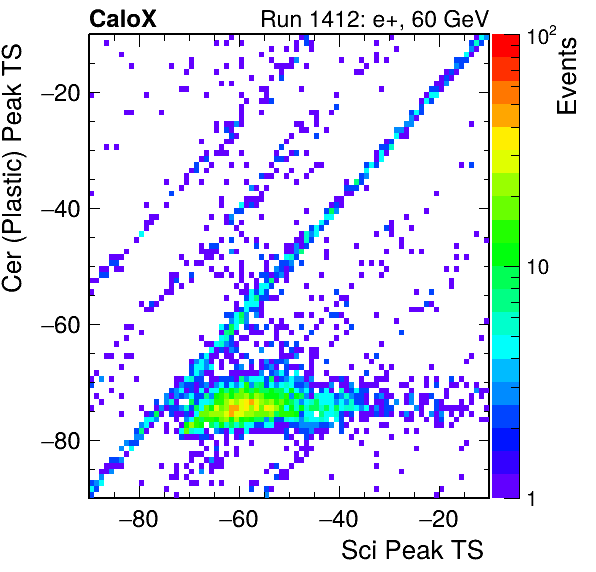 CaloX Run 1412: e+, 60 GeV
Cer (Plastic) Peak TS
−20
−40
−60
−80
−80 −60 −40 −20
Sci Peak TS
10²
10
1
Events